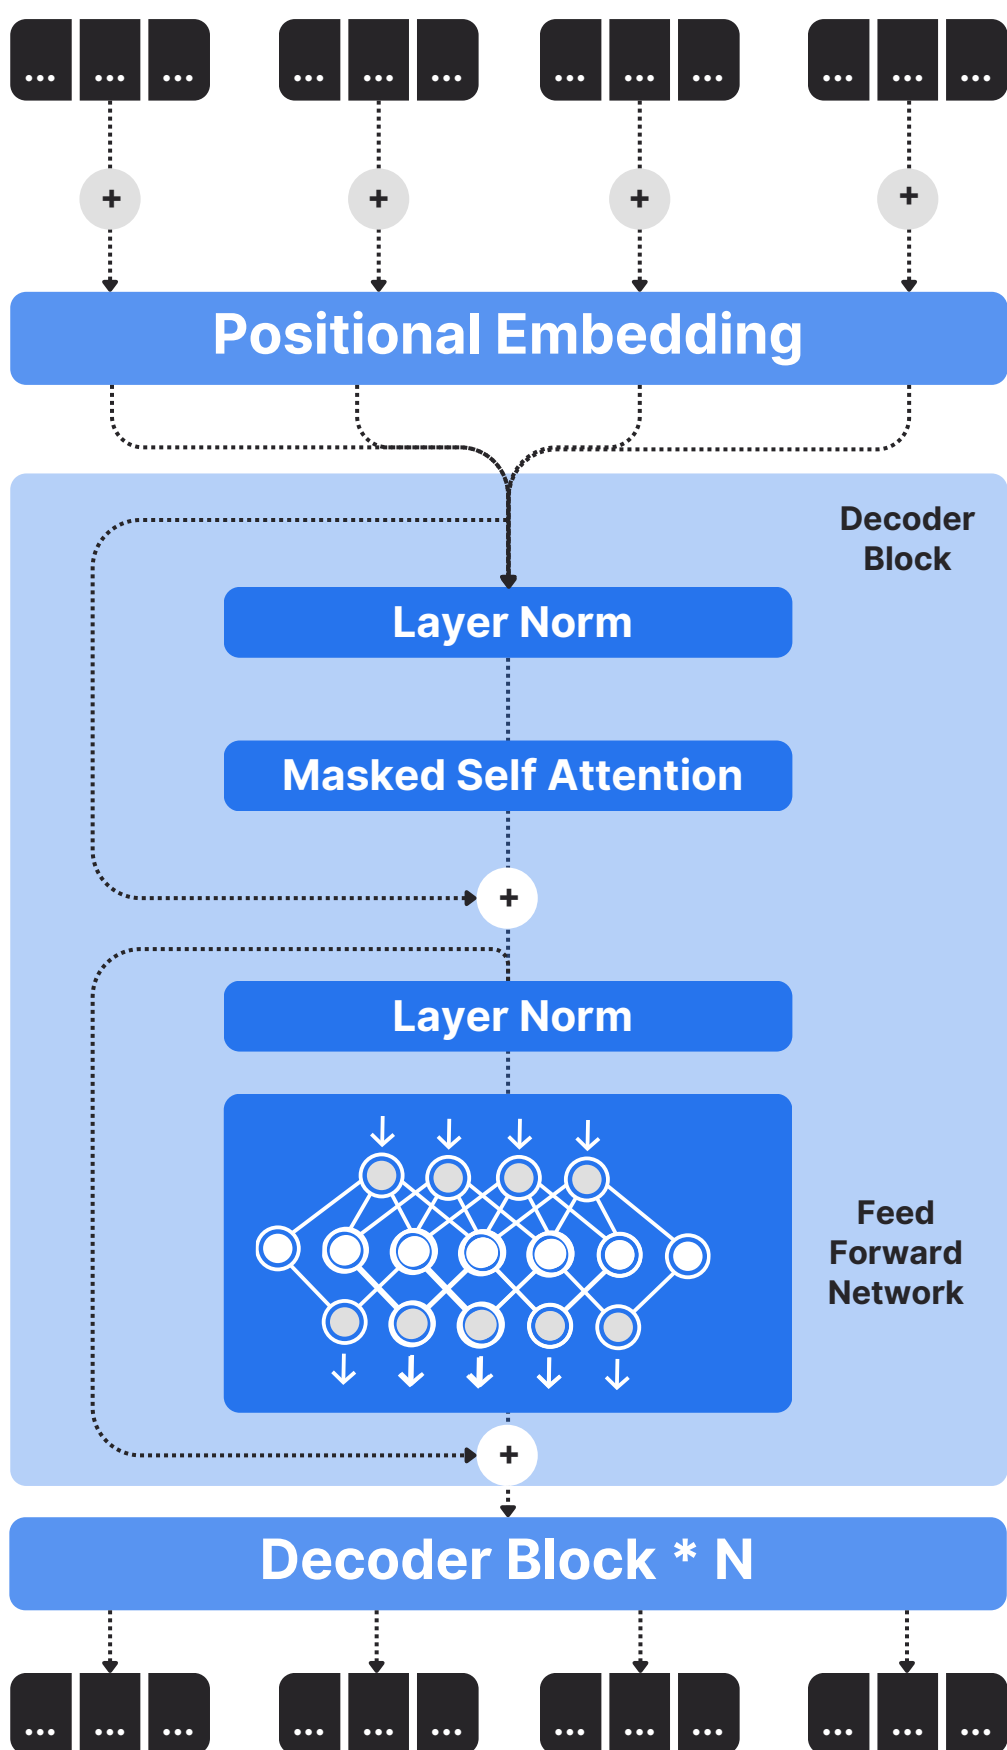 ... ... ... ... ... ... ... ... ... ... ... ...
+ + + +
Positional Embedding
Decoder
Block
Layer Norm
Masked Self Attention
+
Layer Norm
Feed
Forward
Network
+
Decoder Block * N
... ... ... ... ... ... ... ... ... ... ... ...